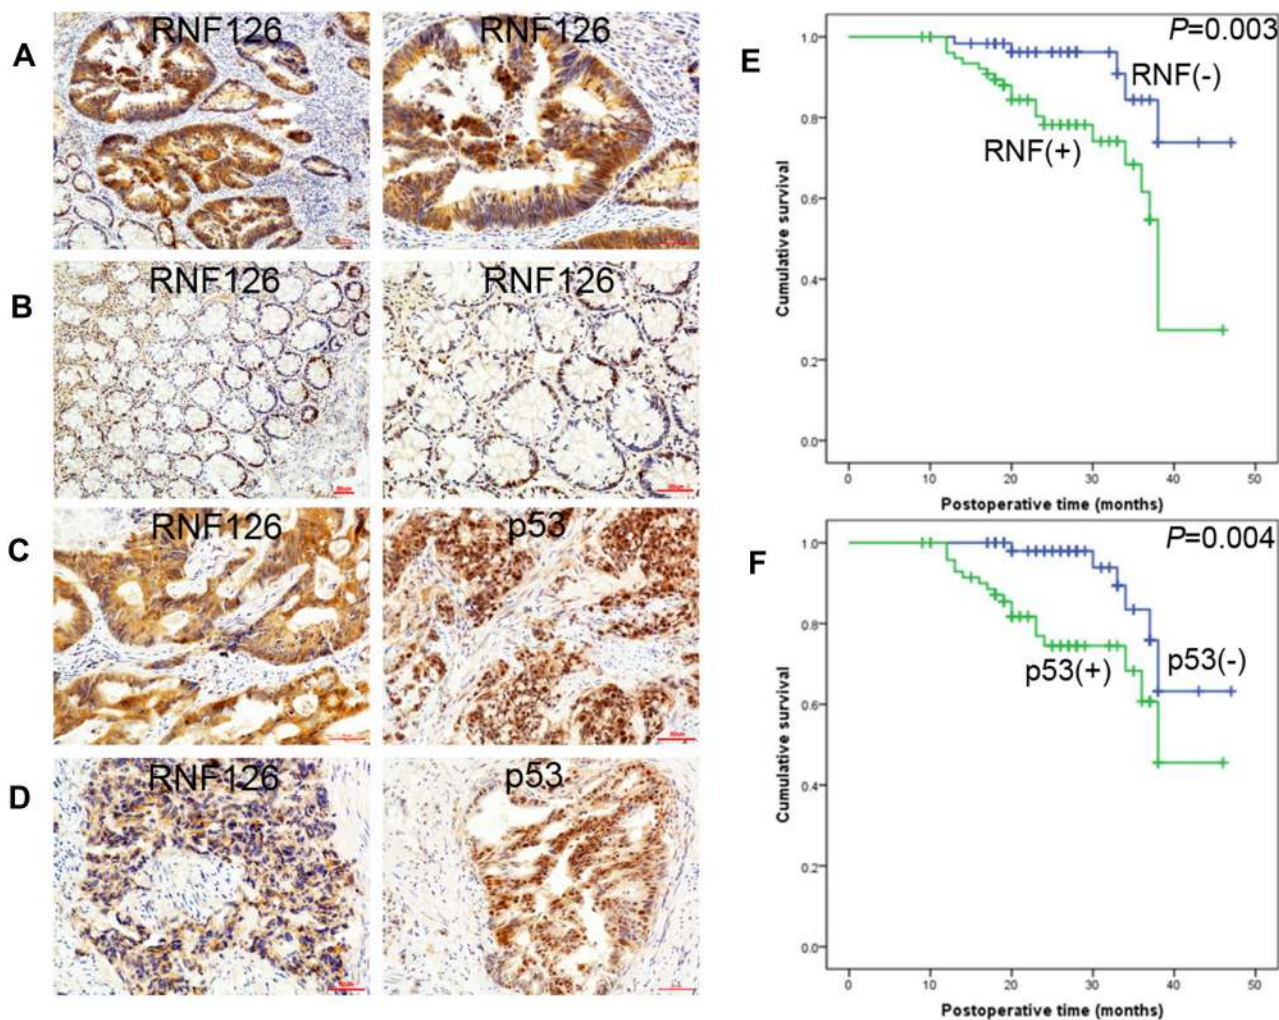 A
RNF126
RNF126
B
RNF126
RNF126
C
RNF126
p53
D
RNF126
p53
E
P=0.003
RNF(-)
RNF(+)
Cumulative survival
1.0
0.8
0.6
0.4
0.2
0.0
0 10 20 30 40 50
Postoperative time (months)
F
P=0.004
p53(-)
p53(+)
Cumulative survival
1.0
0.8
0.6
0.4
0.2
0.0
0 10 20 30 40 50
Postoperative time (months)